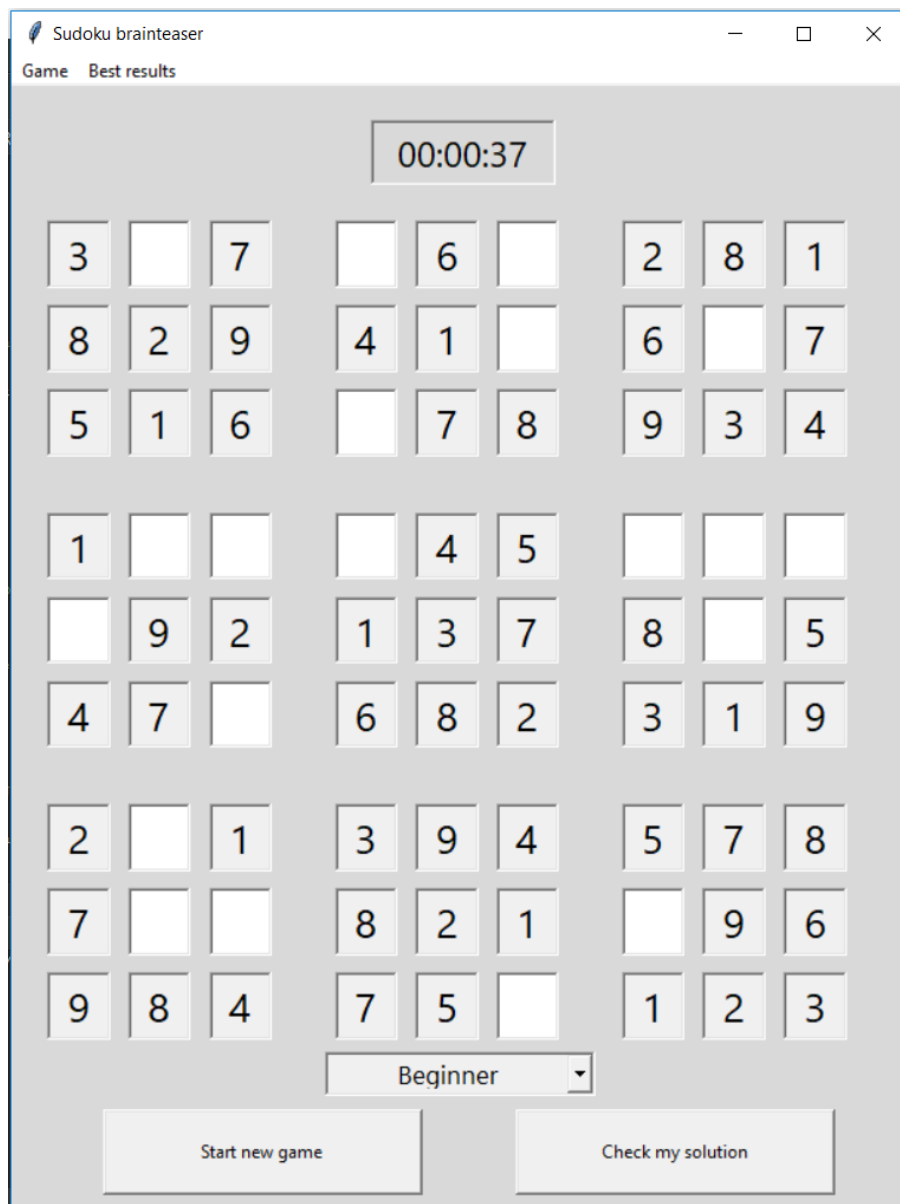 Sudoku brainteaser
Game Best results
00:00:37
3 7 6 2 8 1
8 2 9 4 1 6 7
5 1 6 7 8 9 3 4
1 4 5
9 2 1 3 7 8 5
4 7 6 8 2 3 1 9
2 1 3 9 4 5 7 8
7 8 2 1 9 6
9 8 4 7 5 1 2 3
Beginner
Start new game Check my solution